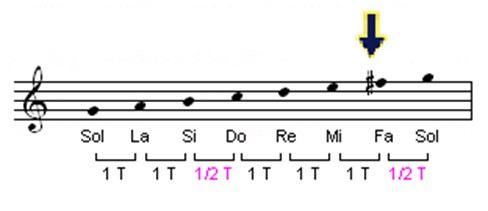 Sol La Si Do Re Mi Fa Sol
1 T 1 T 1/2 T 1 T 1 T 1 T 1/2 T